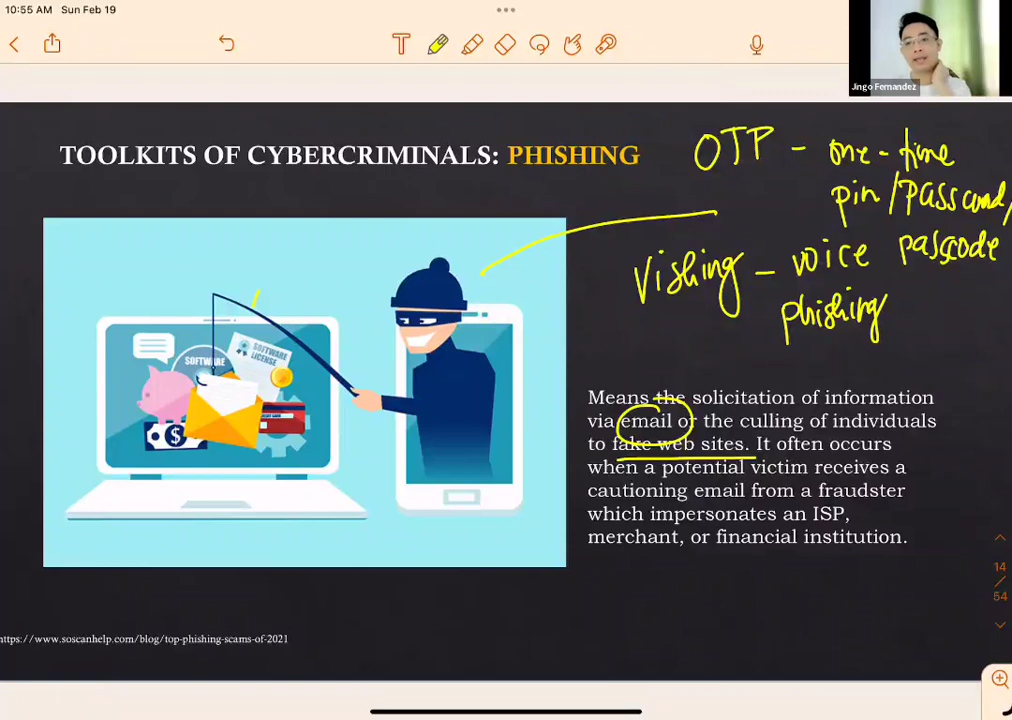 10:55 AM Sun Feb 19
Jingo Fernandez
TOOLKITS OF CYBERCRIMINALS: PHISHING
OTP - one-time
pin/password/
passcode
Vishing - voice
phishing
SOFTWARE
SOFTWARE
LICENSE
$
Means the solicitation of information
via email or the culling of individuals
to fake web sites. It often occurs
when a potential victim receives a
cautioning email from a fraudster
which impersonates an ISP,
merchant, or financial institution.
14
/
54
https://www.soscanhelp.com/blog/top-phishing-scams-of-2021